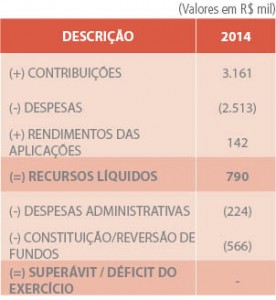 (Valores em R$ mil)
DESCRIÇÃO 2014
(+) CONTRIBUIÇÕES 3.161
(-) DESPESAS (2.513)
(+) RENDIMENTOS DAS
APLICAÇÕES 142
(=) RECURSOS LÍQUIDOS 790
(-) DESPESAS ADMINISTRATIVAS (224)
(-) CONSTITUIÇÃO/REVERSÃO DE
FUNDOS (566)
(=) SUPERÁVIT / DÉFICIT DO
EXERCÍCIO -